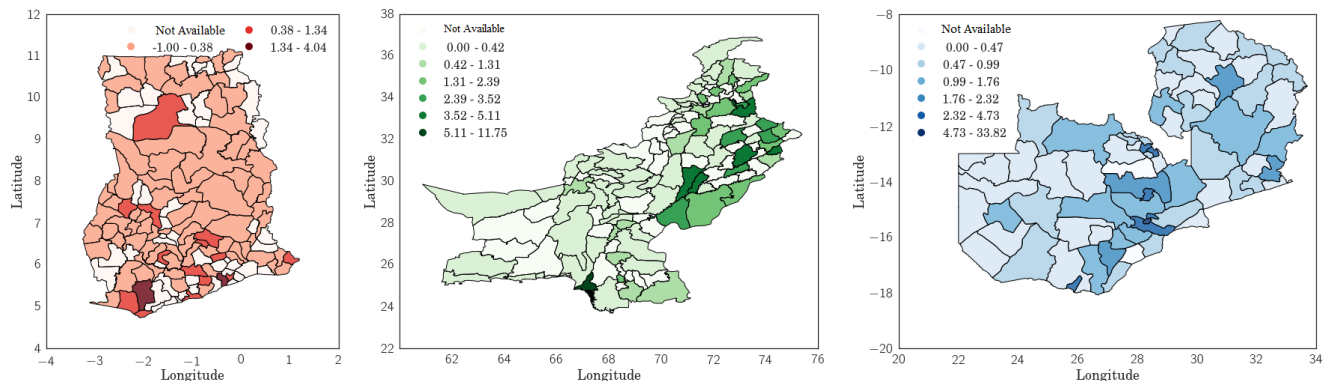 12
11
10
9
8
7
6
5
4
−4
−3
−2
−1
0
1
2
Latitude
Longitude
Not Available
-1.00 - 0.38
0.38 - 1.34
1.34 - 4.04
38
36
34
32
30
28
26
24
22
62
64
66
68
70
72
74
76
Latitude
Longitude
Not Available
0.00 - 0.42
0.42 - 1.31
1.31 - 2.39
2.39 - 3.52
3.52 - 5.11
5.11 - 11.75
−8
−10
−12
−14
−16
−18
−20
20
22
24
26
28
30
32
34
Latitude
Longitude
Not Available
0.00 - 0.47
0.47 - 0.99
0.99 - 1.76
1.76 - 2.32
2.32 - 4.73
4.73 - 33.82